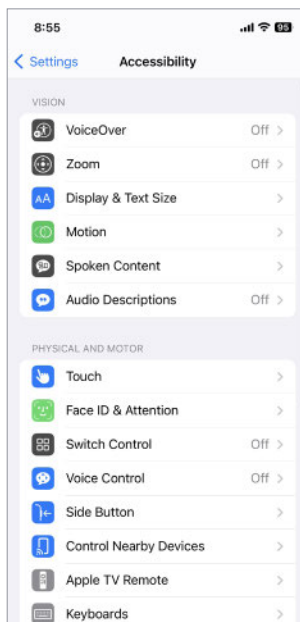 8:55 95
Settings Accessibility
VISION
VoiceOver Off
Zoom Off
AA Display & Text Size
Motion
Spoken Content
Audio Descriptions Off
PHYSICAL AND MOTOR
Touch
Face ID & Attention
Switch Control Off
Voice Control Off
Side Button
Control Nearby Devices
Apple TV Remote
Keyboards